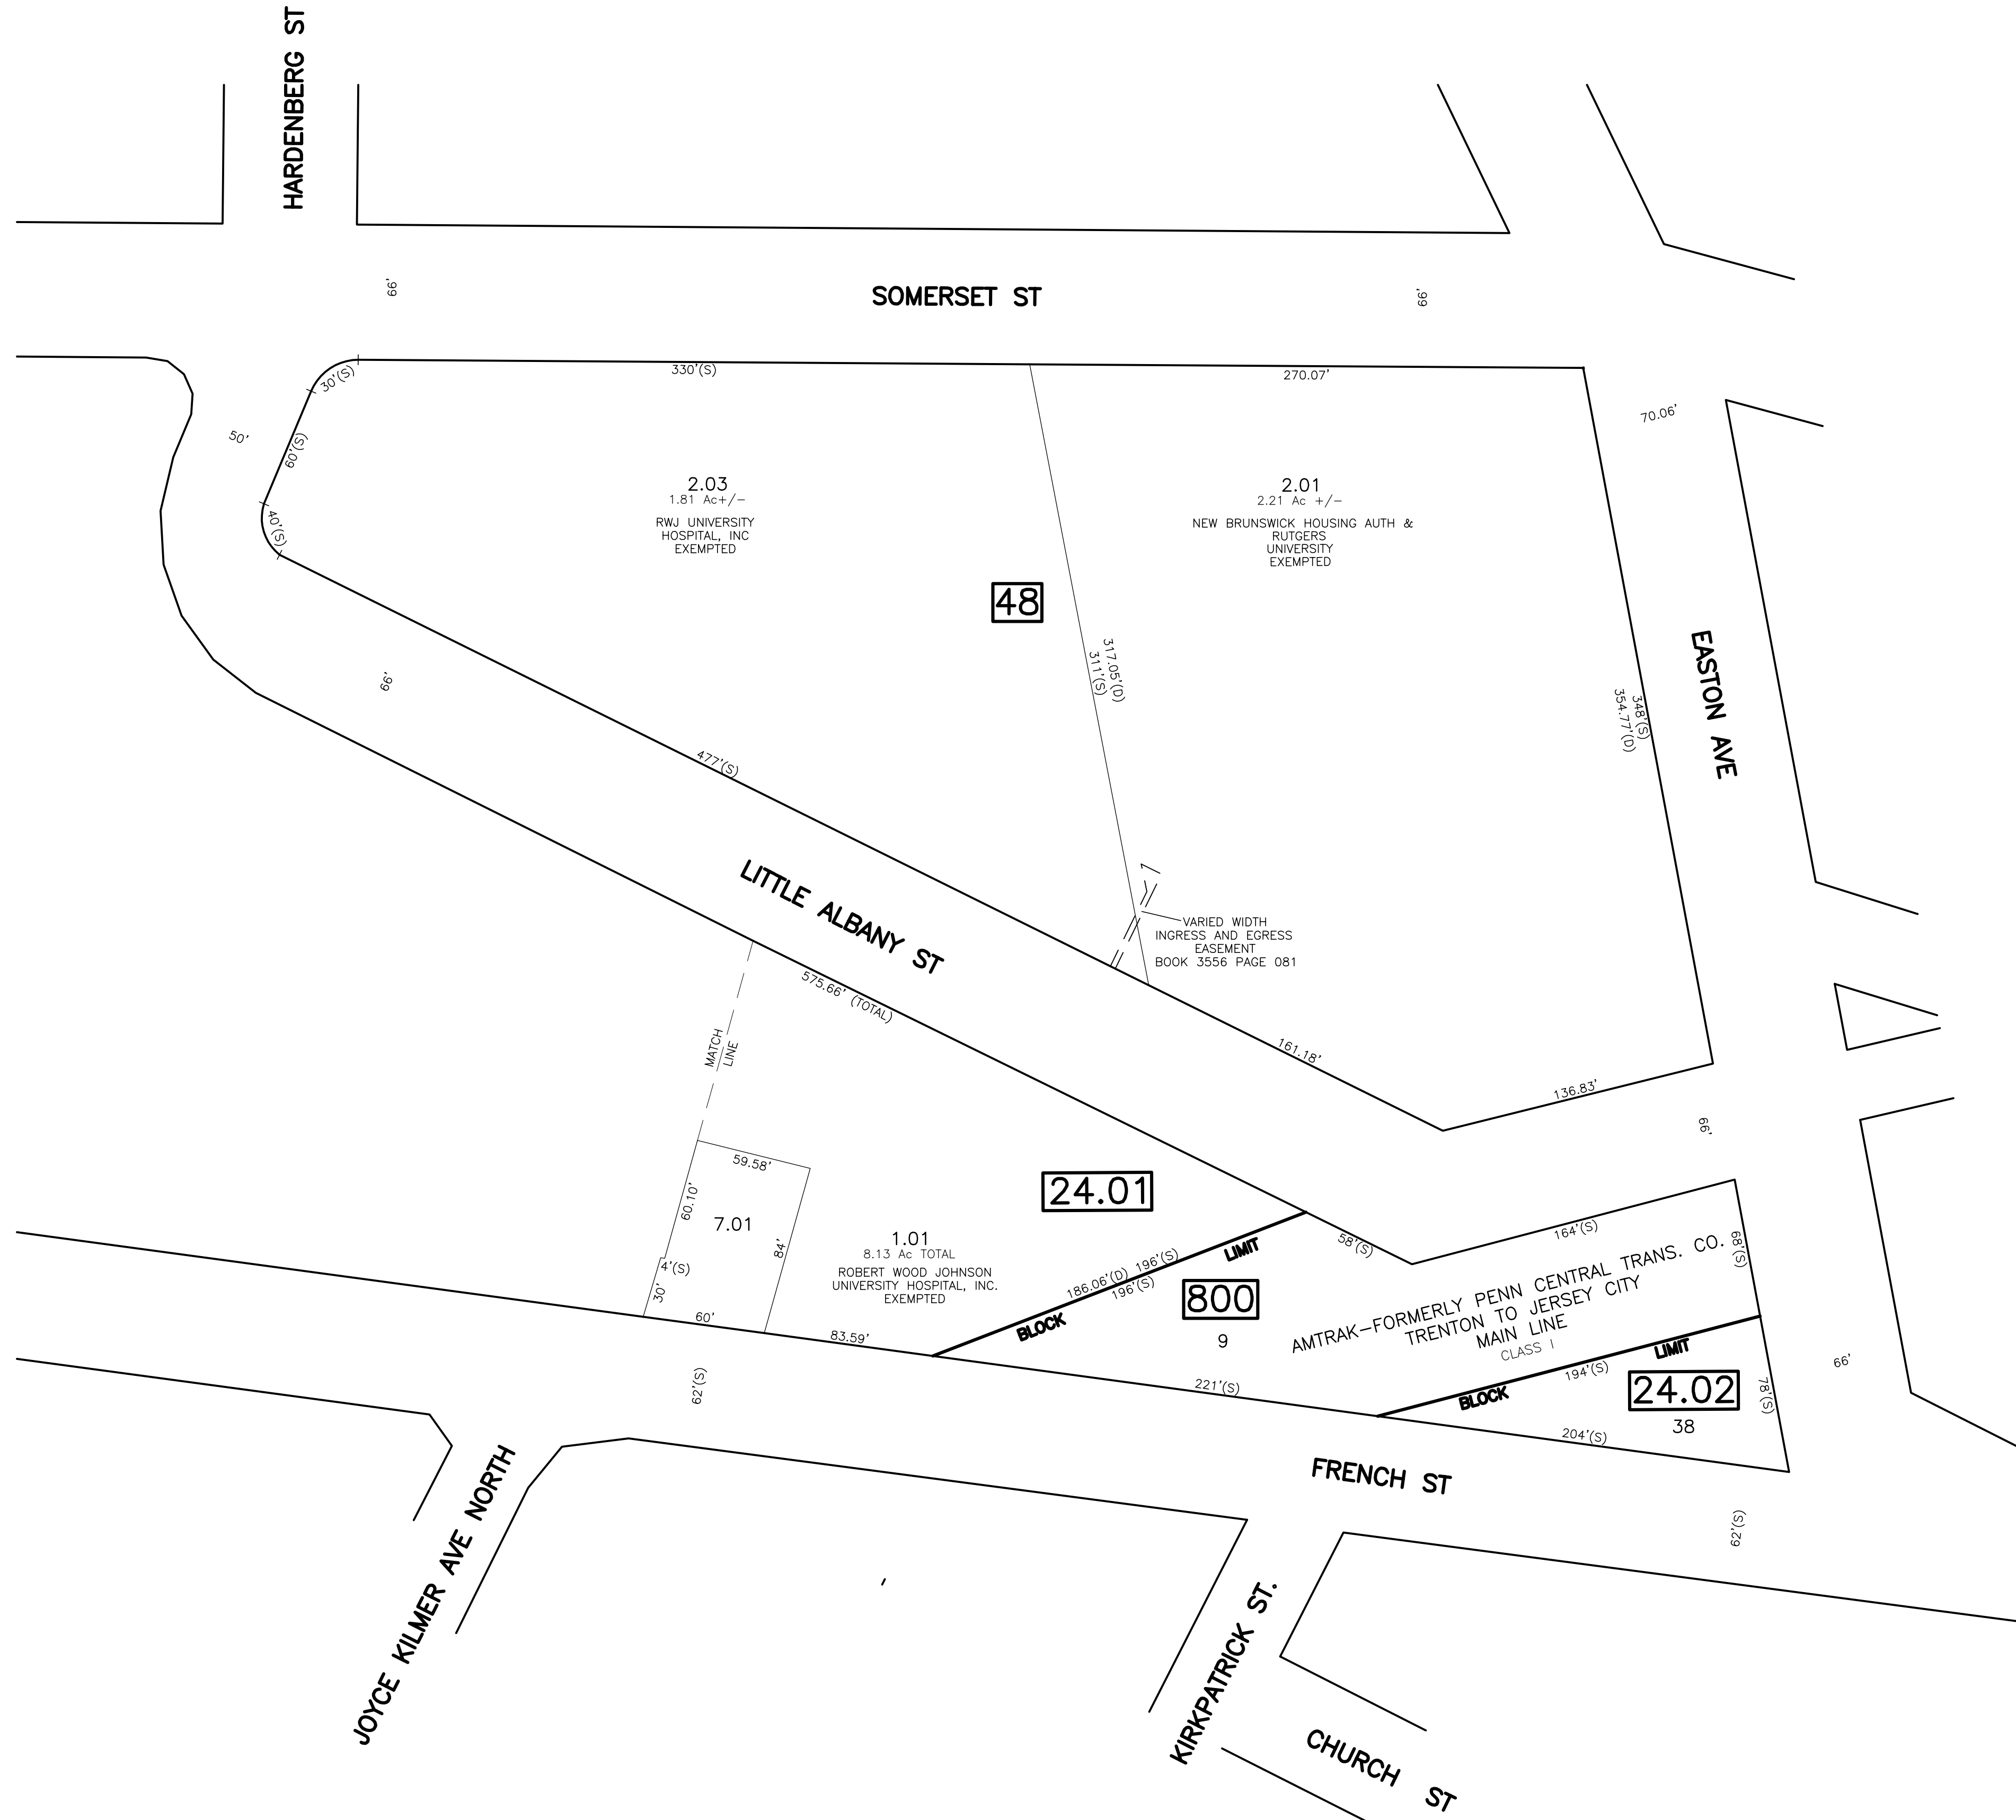 HARDENBERG ST
66'
SOMERSET ST
66'
30'(S)
330'(S)
270.07'
70.06'
50'
60'(S)
40'(S)
2.03
1.81 Ac+/-
RWJ UNIVERSITY
HOSPITAL, INC
EXEMPTED
2.01
2.21 Ac +/-
NEW BRUNSWICK HOUSING AUTH &
RUTGERS
UNIVERSITY
EXEMPTED
48
317.05'(D)
311'(S)
EASTON AVE
348'(S)
354.77'(D)
66'
477'(S)
LITTLE ALBANY ST
VARIED WIDTH
INGRESS AND EGRESS
EASEMENT
BOOK 3556 PAGE 081
575.66' (TOTAL)
MATCH
LINE
161.18'
136.83'
66'
59.58'
60.10'
7.01
84'
4'(S)
30'
60'
24.01
1.01
8.13 Ac TOTAL
ROBERT WOOD JOHNSON
UNIVERSITY HOSPITAL, INC.
EXEMPTED
83.59'
186.06'(D) 196'(S)
196'(S)
BLOCK LIMIT
58'(S)
164'(S)
68'(S)
800
9
AMTRAK-FORMERLY PENN CENTRAL TRANS. CO.
TRENTON TO JERSEY CITY
MAIN LINE
CLASS I
BLOCK LIMIT
194'(S)
24.02
38
78'(S)
66'
62'(S)
221'(S)
204'(S)
FRENCH ST
62'(S)
JOYCE KILMER AVE NORTH
KIRKPATRICK ST.
CHURCH ST